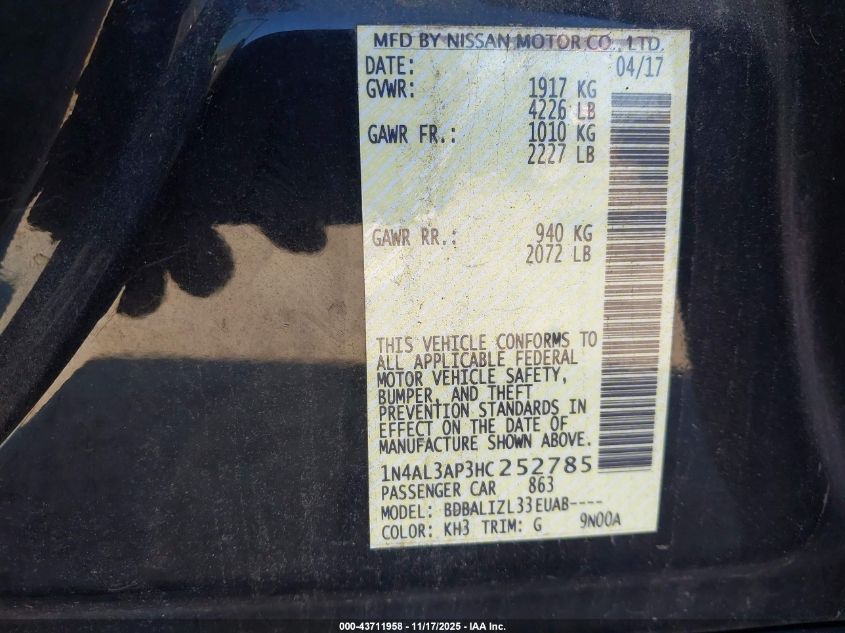 MFD BY NISSAN MOTOR CO., LTD.
DATE: 04/17
GVWR: 1917 KG
4226 LB
GAWR FR.: 1010 KG
2227 LB
GAWR RR.: 940 KG
2072 LB
THIS VEHICLE CONFORMS TO
ALL APPLICABLE FEDERAL
MOTOR VEHICLE SAFETY,
BUMPER, AND THEFT
PREVENTION STANDARDS IN
EFFECT ON THE DATE OF
MANUFACTURE SHOWN ABOVE.
1N4AL3AP3HC252785
PASSENGER CAR 863
MODEL: BDBALIZL33EUAB----
COLOR: KH3 TRIM: G 9N00A
000-43711958 - 11/17/2025 - IAA Inc.